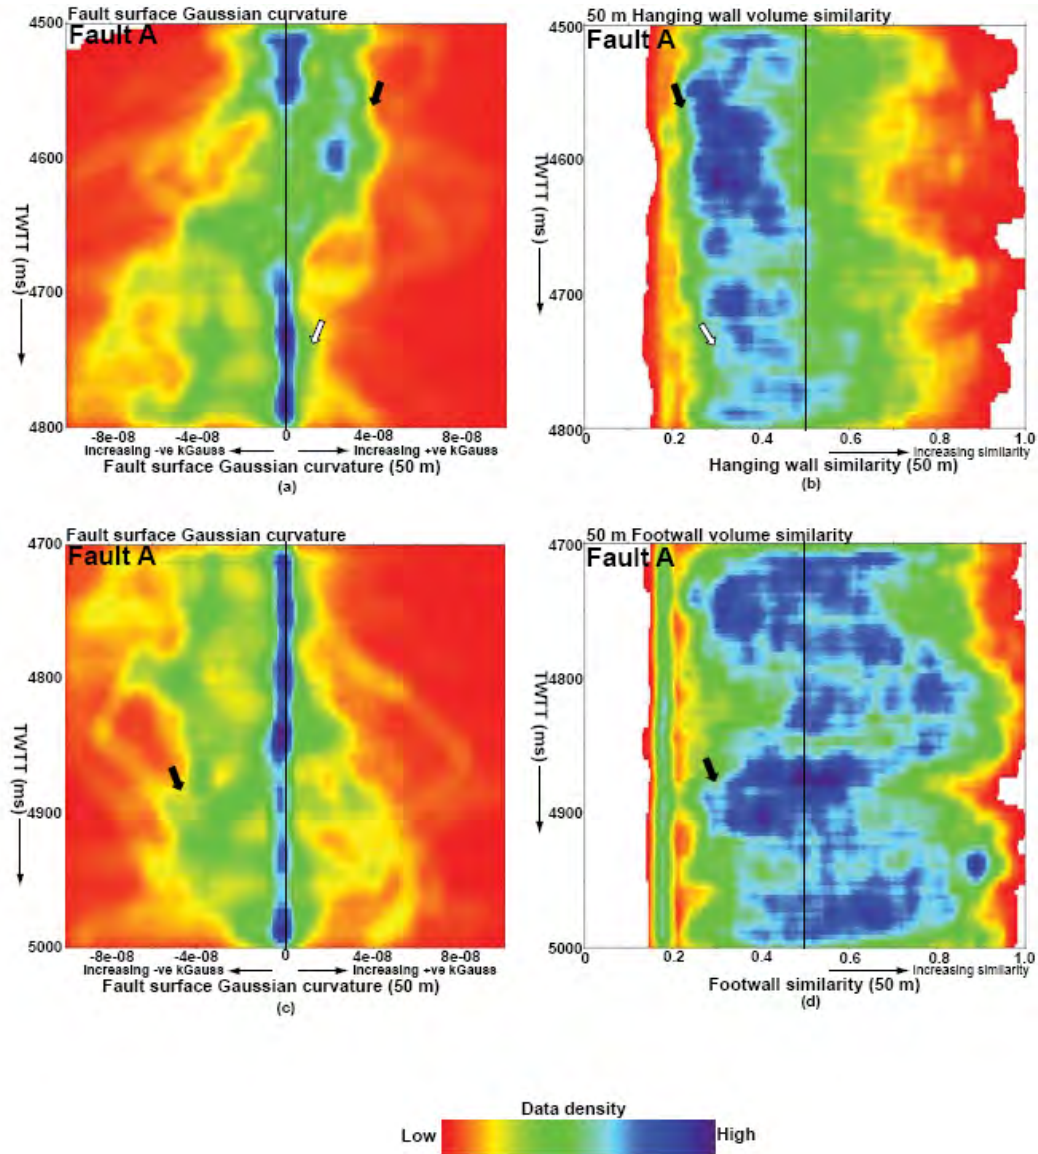 Fault surface Gaussian curvature
Fault A
4500
4600
4700
4800
TWTT (ms)
-8e-08 -4e-08 0 4e-08 8e-08
Increasing -ve kGauss Increasing +ve kGauss
Fault surface Gaussian curvature (50 m)
(a)
50 m Hanging wall volume similarity
Fault A
4500
4600
4700
4800
TWTT (ms)
0.2 0.4 0.6 0.8 1.0
Increasing similarity
Hanging wall similarity (50 m)
(b)
Fault surface Gaussian curvature
Fault A
4700
4800
4900
5000
TWTT (ms)
-8e-08 -4e-08 0 4e-08 8e-08
Increasing -ve kGauss Increasing +ve kGauss
Fault surface Gaussian curvature (50 m)
(c)
50 m Footwall volume similarity
Fault A
4700
4800
4900
5000
TWTT (ms)
0.2 0.4 0.6 0.8 1.0
Increasing similarity
Footwall similarity (50 m)
(d)
Data density
Low High